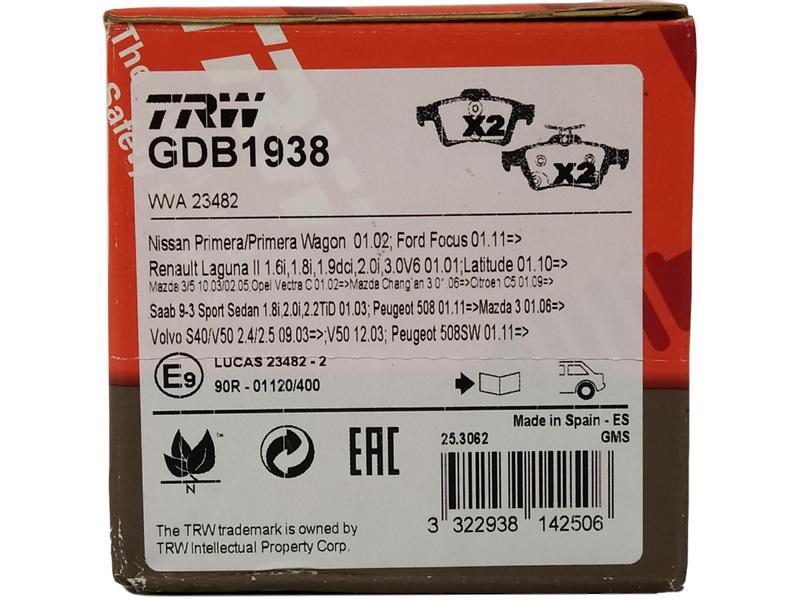 The
Safety
TRW
GDB1938
X2
X2
WVA 23482
Nissan Primera/Primera Wagon 01.02; Ford Focus 01.11=>
Renault Laguna II 1.6i,1.8i,1.9dci,2.0i,3.0V6 01.01;Latitude 01.10=>
Mazda 3/5 10.03/02.05;Opel Vectra C 01.02=>Mazda Chang'an 3 01.06=>Citroen C5 01.09=>
Saab 9-3 Sport Sedan 1.8i,2.0i,2.2TiD 01.03; Peugeot 508 01.11=>Mazda 3 01.06=>
Volvo S40/V50 2.4/2.5 09.03=>;V50 12.03; Peugeot 508SW 01.11=>
E9
LUCAS 23482 - 2
90R - 01120/400
Made in Spain - ES
25.3062 GMS
N
TM
EAC
3 322938 142506
The TRW trademark is owned by
TRW Intellectual Property Corp.